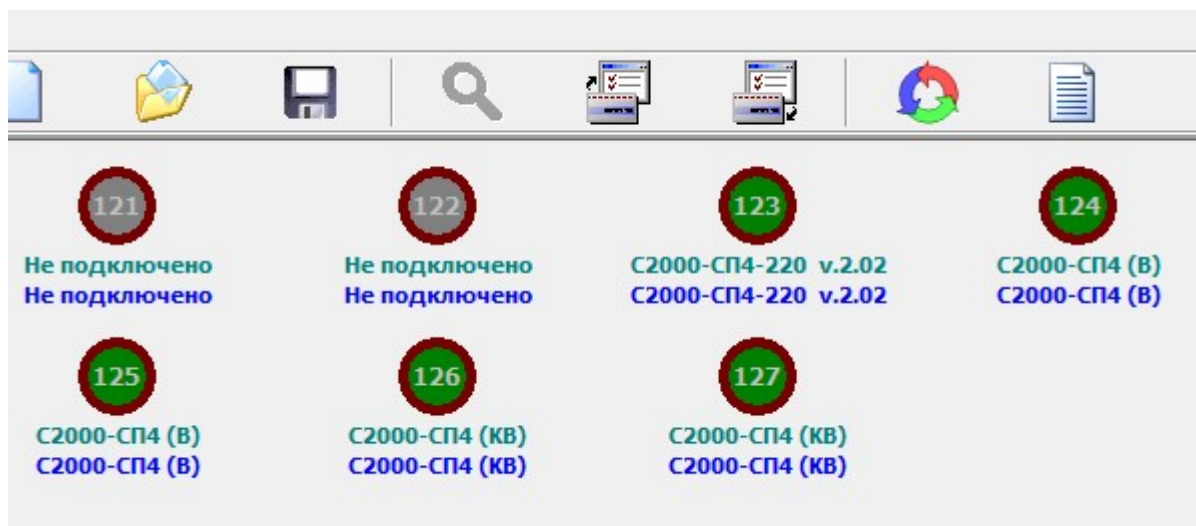 121 122 123 124
Не подключено Не подключено С2000-СП4-220 v.2.02 С2000-СП4 (В)
Не подключено Не подключено С2000-СП4-220 v.2.02 С2000-СП4 (В)
125 126 127
С2000-СП4 (В) С2000-СП4 (КВ) С2000-СП4 (КВ)
С2000-СП4 (В) С2000-СП4 (КВ) С2000-СП4 (КВ)